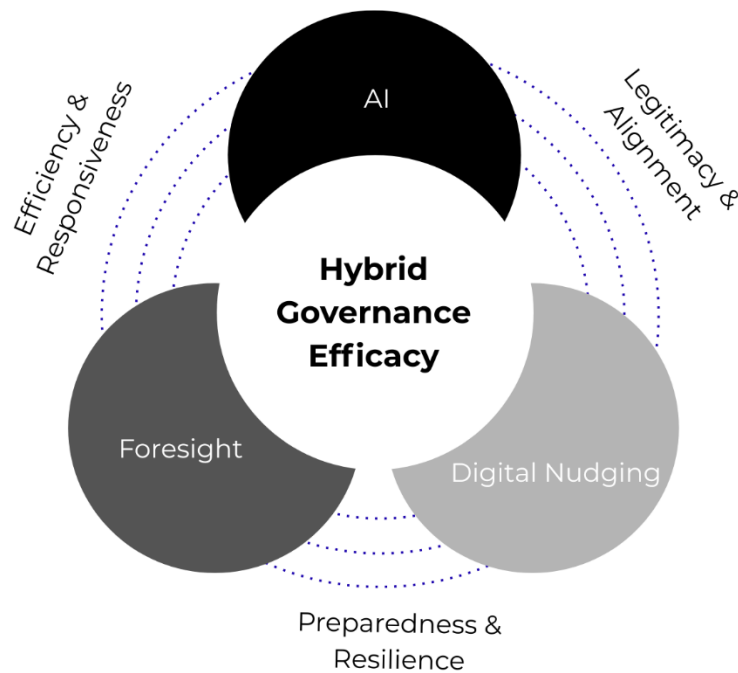 AI
Efficiency &
Responsiveness
Legitimacy &
Alignment
Hybrid
Governance
Efficacy
Foresight
Digital Nudging
Preparedness &
Resilience